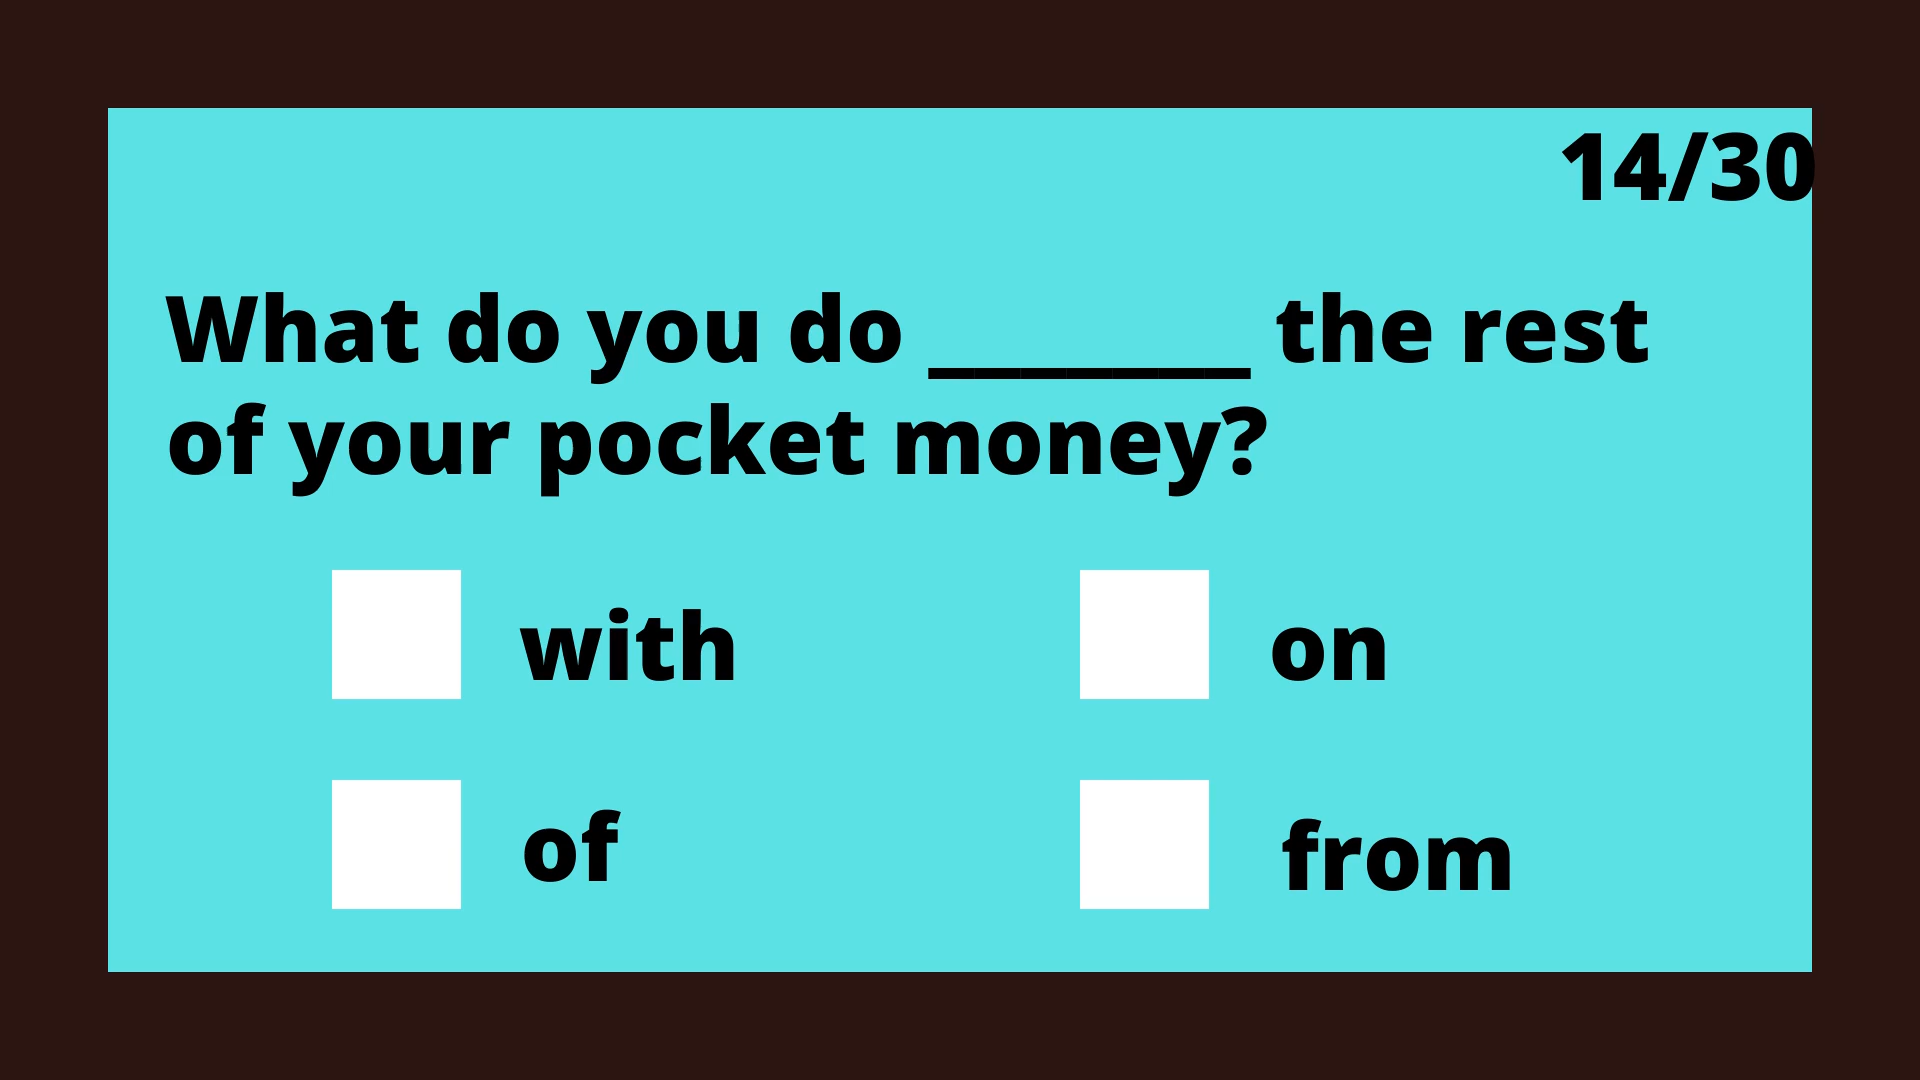 14/30
What do you do _______ the rest
of your pocket money?
with
on
of
from